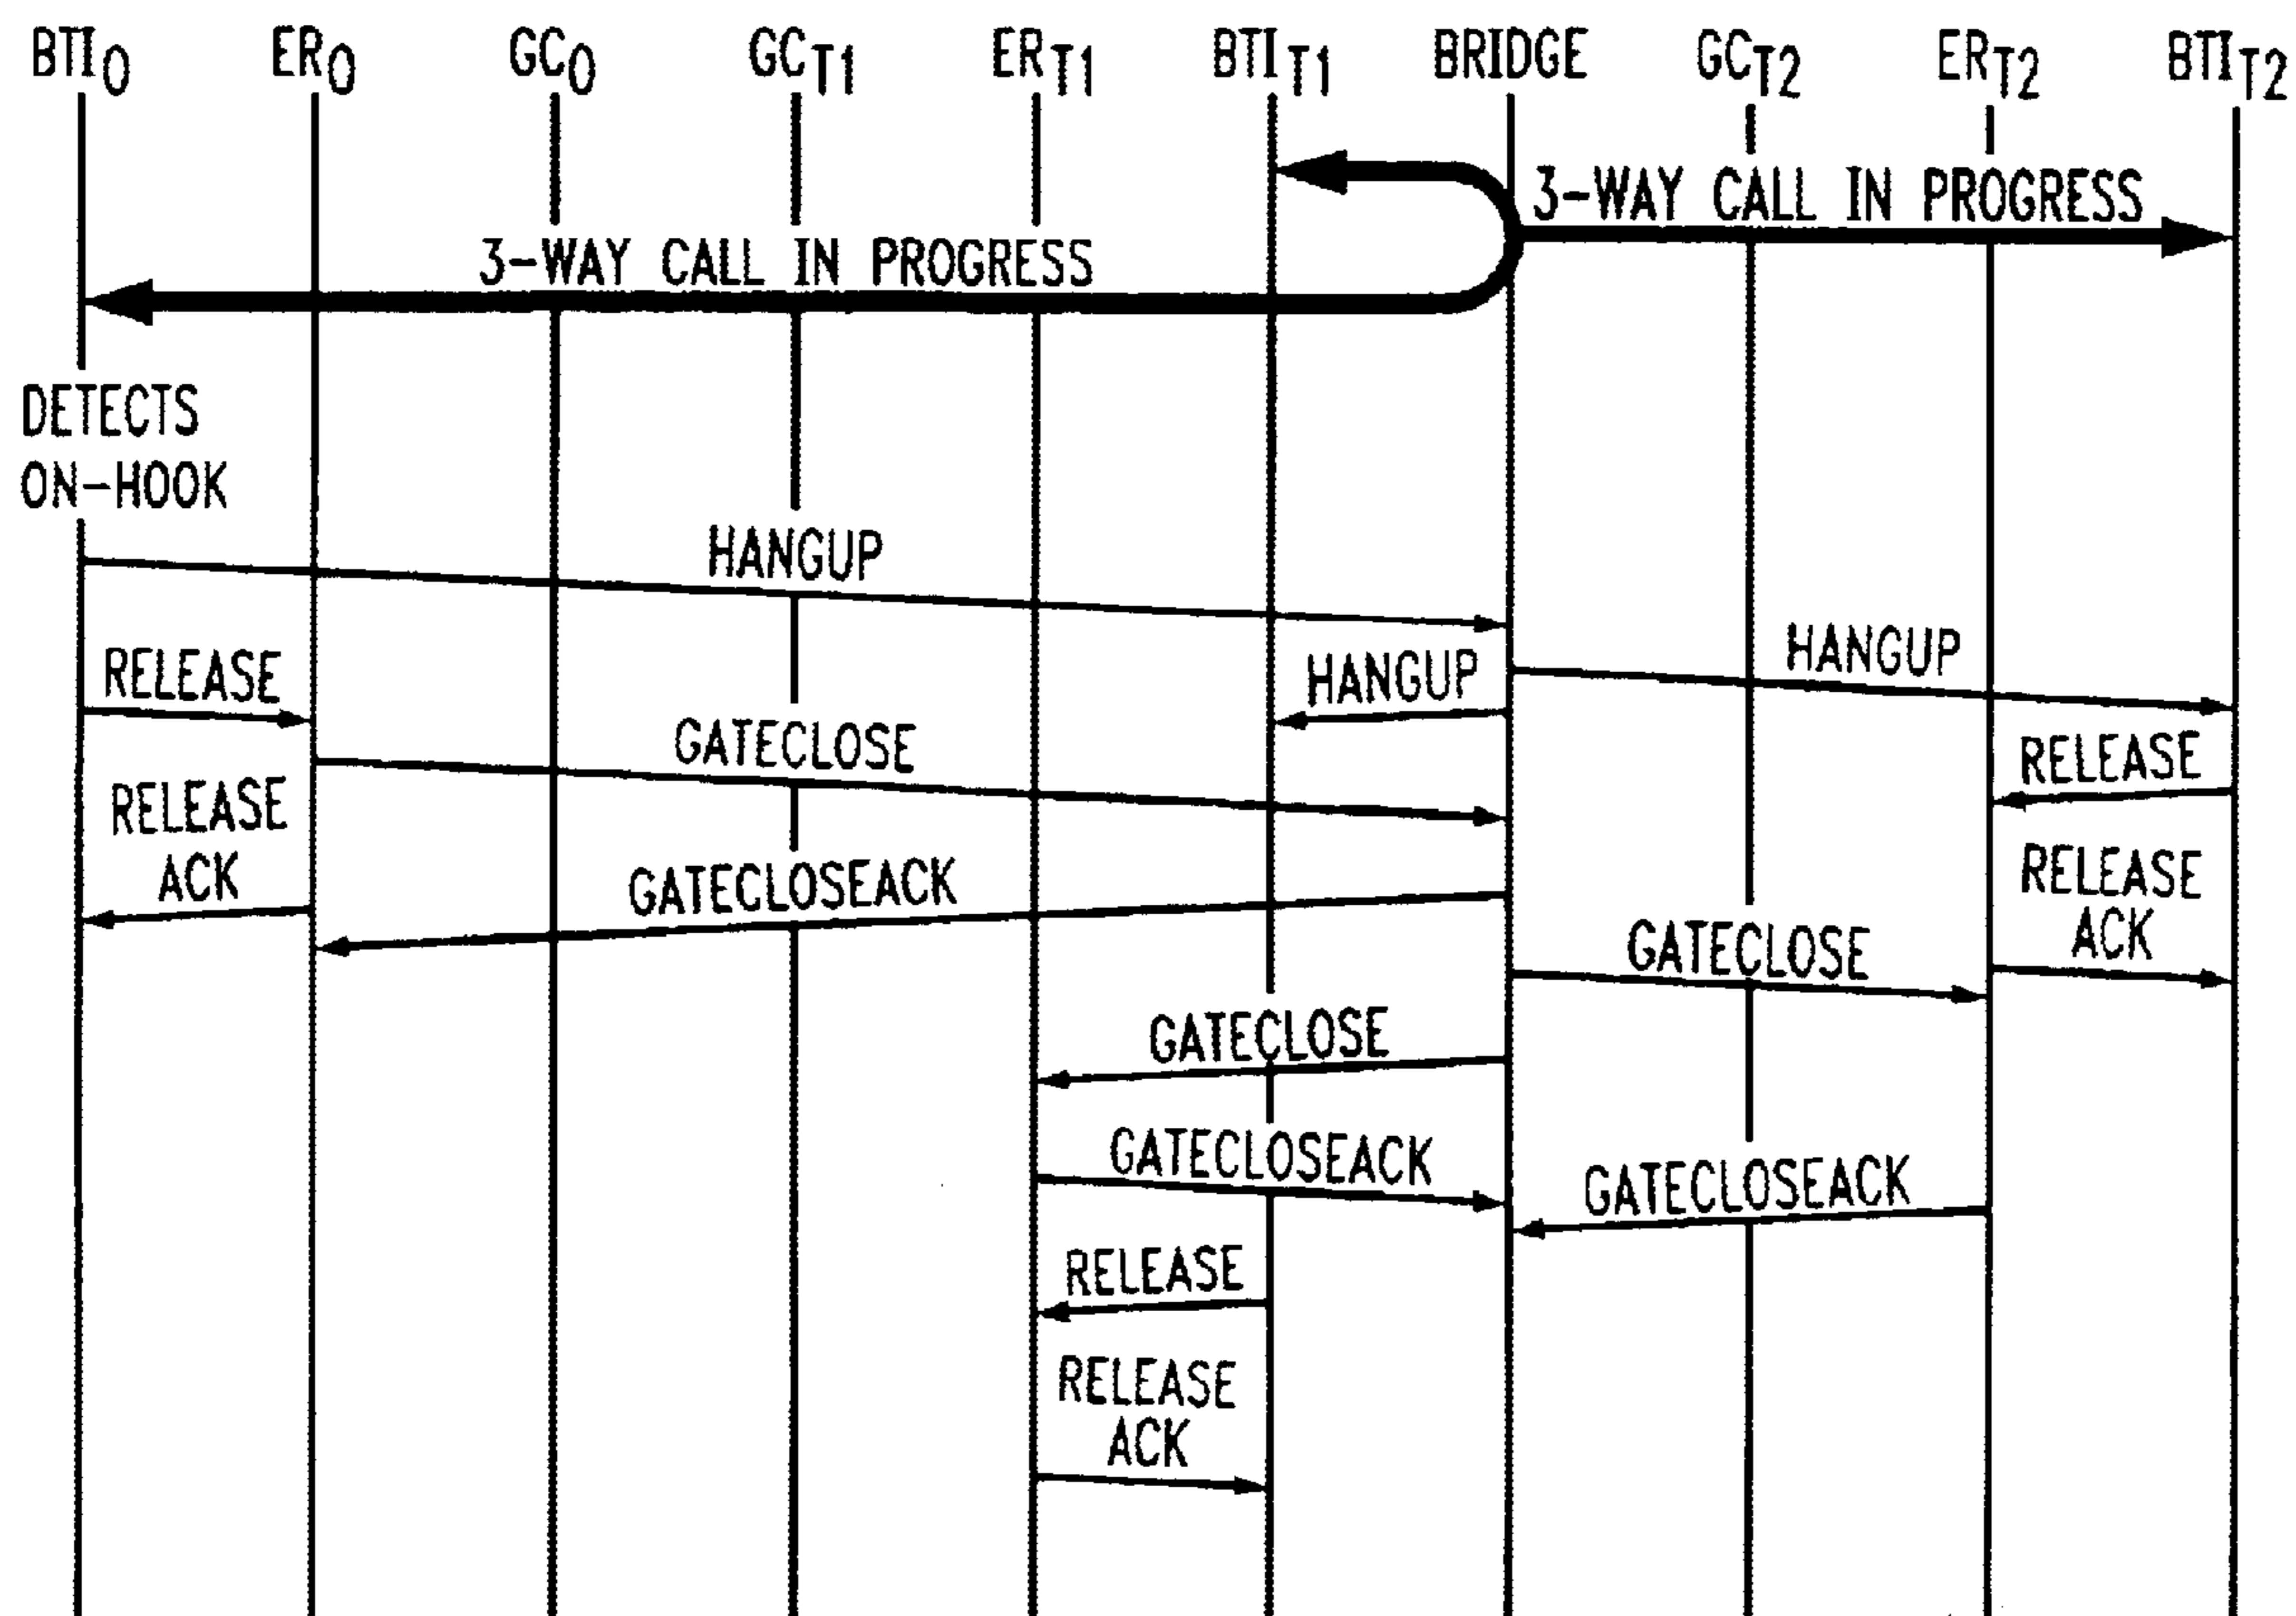 BTI0 ER0 GC0 GCT1 ERT1 BTIT1 BRIDGE GCT2 ERT2 BTIT2
3-WAY CALL IN PROGRESS
3-WAY CALL IN PROGRESS
DETECTS
ON-HOOK
HANGUP
HANGUP
HANGUP
RELEASE
GATECLOSE
RELEASE
RELEASE
ACK
GATECLOSEACK
RELEASE
ACK
GATECLOSE
GATECLOSE
GATECLOSEACK
GATECLOSEACK
RELEASE
RELEASE
ACK